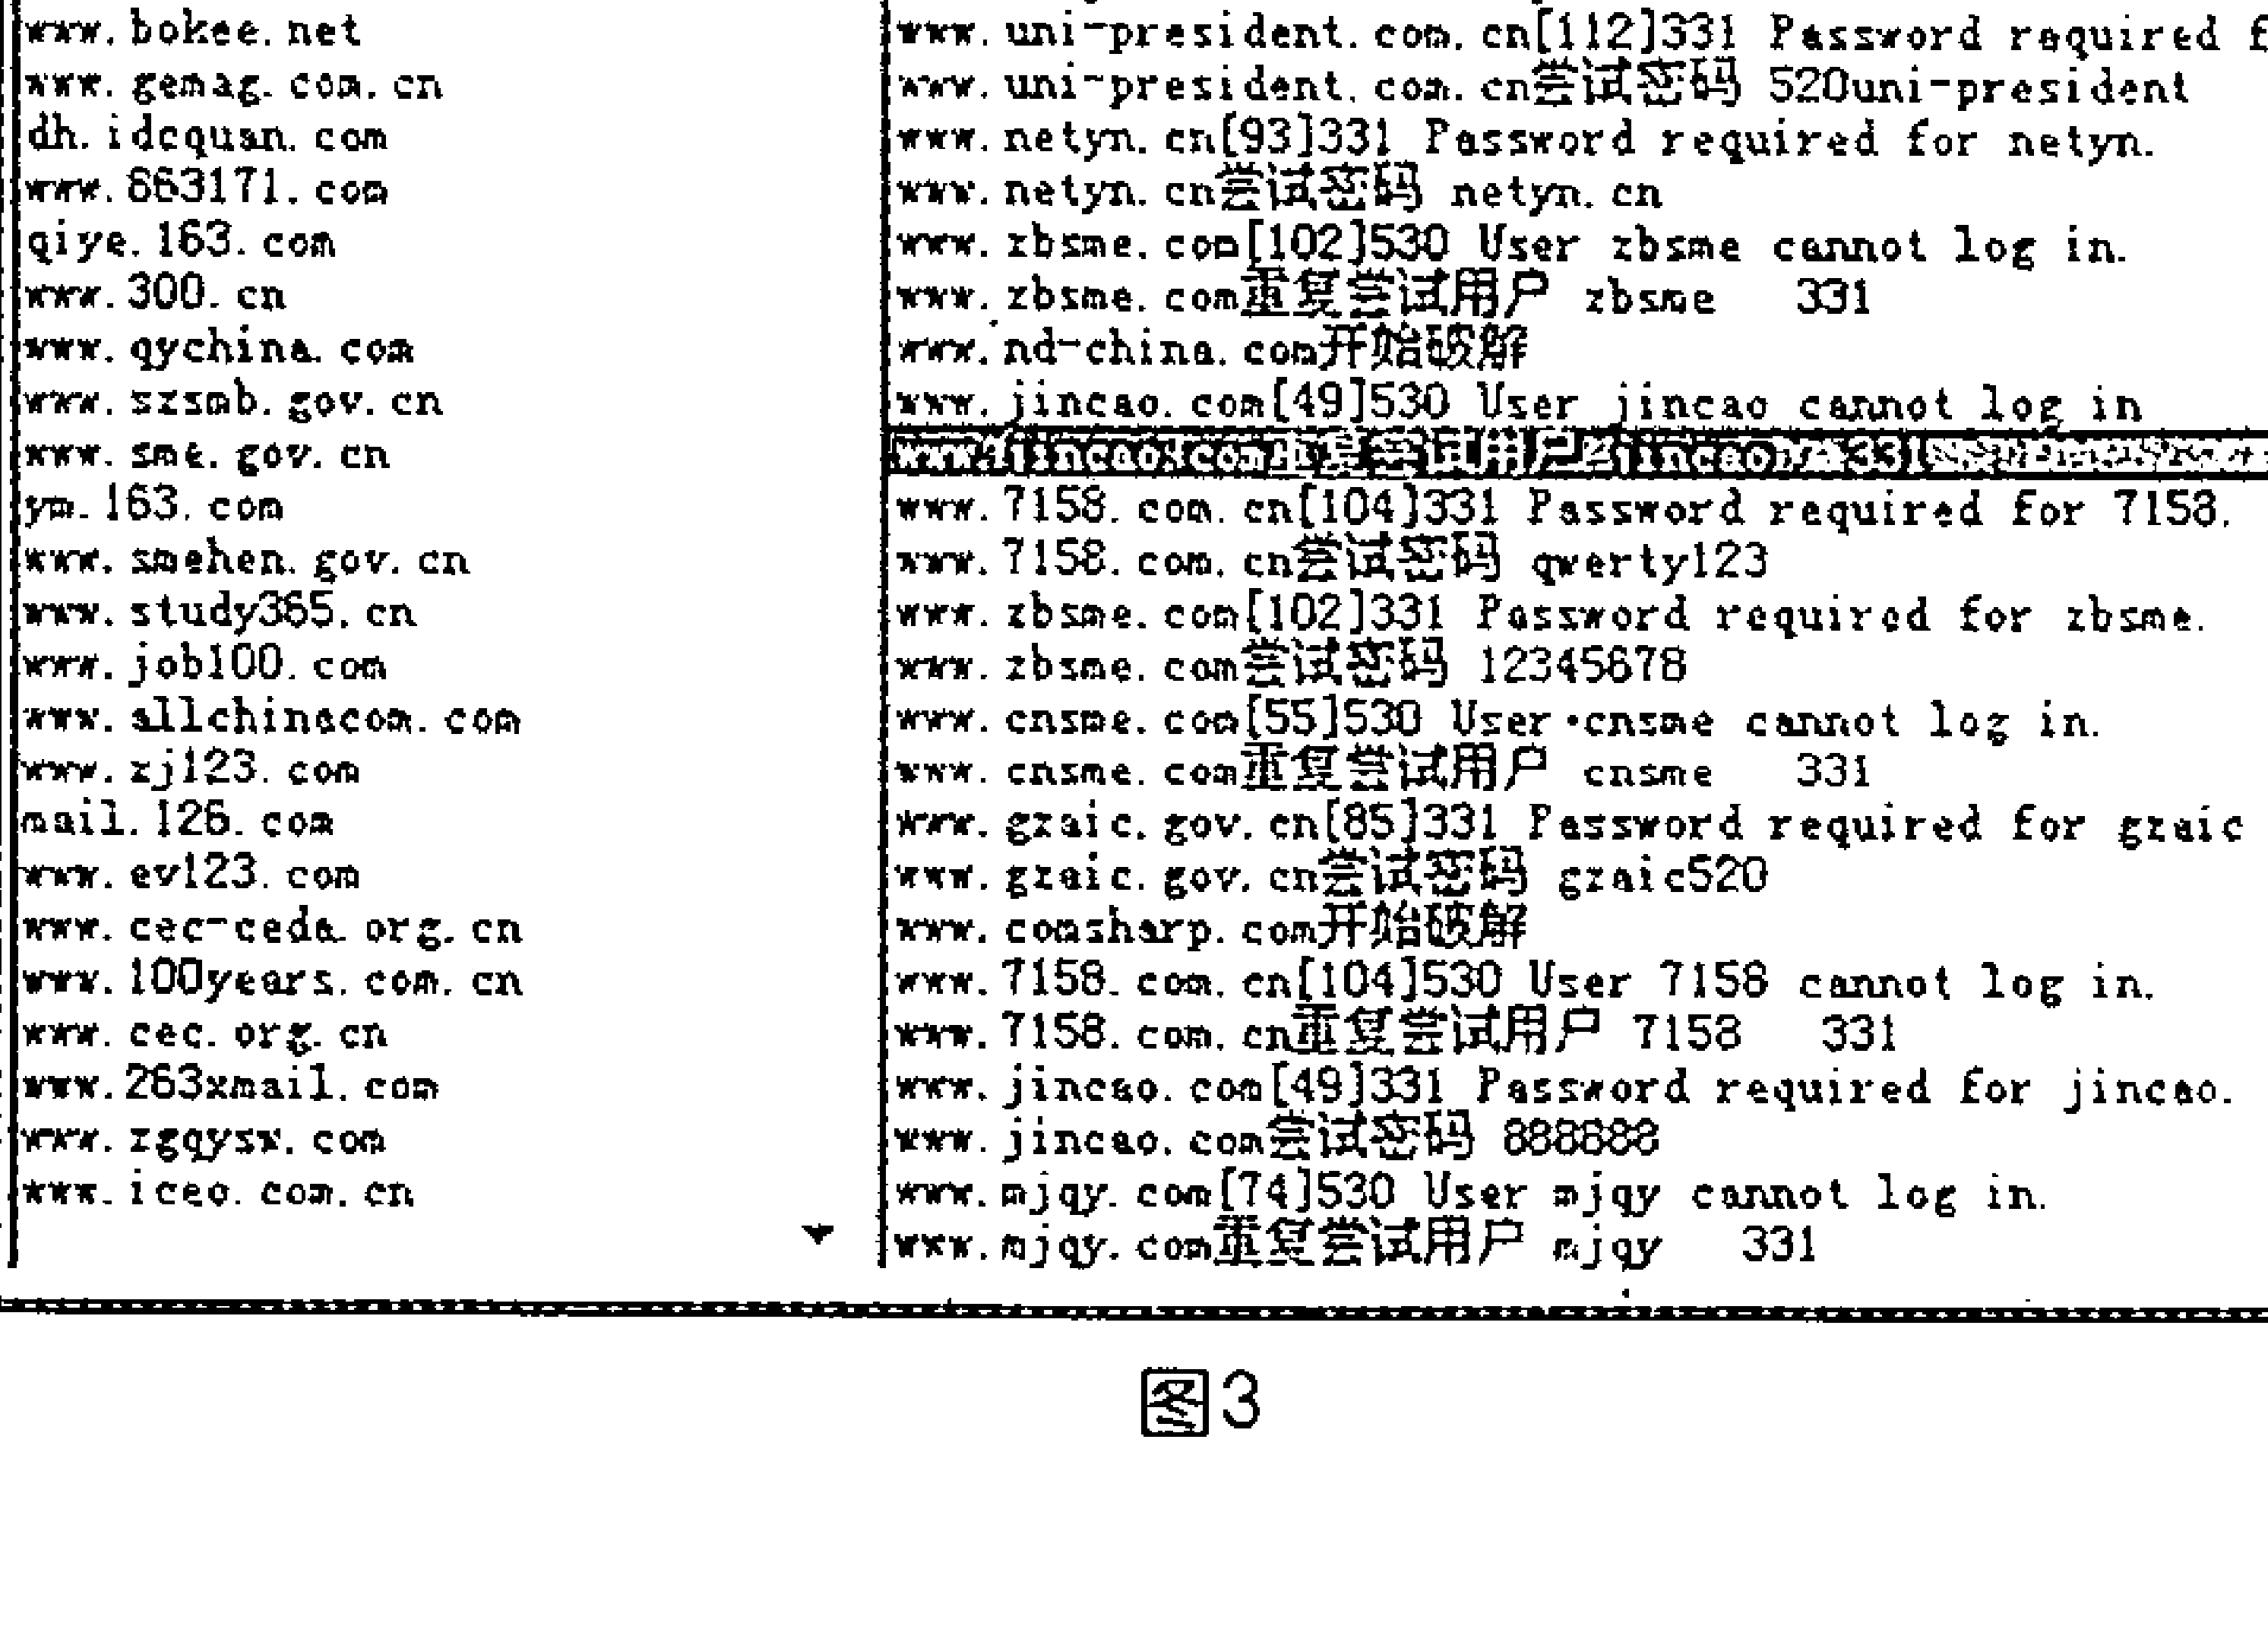 www.bokee.net
www.gemag.com.cn
dh.idcquan.com
www.863171.com
qiye.163.com
www.300.cn
www.qychina.com
www.szsmb.gov.cn
www.sme.gov.cn
ym.163.com
www.smehen.gov.cn
www.study365.cn
www.job100.com
www.allchinacom.com
www.zj123.com
mail.126.com
www.ev123.com
www.cec-ceda.org.cn
www.100years.com.cn
www.cec.org.cn
www.263xmail.com
www.zgqysw.com
www.iceo.com.cn
www.uni-president.com.cn[112]331 Password required f
www.uni-president.com.cn尝试密码 520uni-president
www.netyn.cn[93]331 Password required for netyn.
www.netyn.cn尝试密码 netyn.cn
www.zbsme.com[102]530 User zbsme cannot log in.
www.zbsme.com重复尝试用户 zbsme 331
www.nd-china.com开始破解
www.jincao.com[49]530 User jincao cannot log in
www.jincao.com重复尝试用户 jincao 331
www.7158.com.cn[104]331 Password required for 7158.
www.7158.com.cn尝试密码 qwerty123
www.zbsme.com[102]331 Password required for zbsme.
www.zbsme.com尝试密码 12345678
www.cnsme.com[55]530 User cnsme cannot log in.
www.cnsme.com重复尝试用户 cnsme 331
www.gzaic.gov.cn[85]331 Password required for gzaic
www.gzaic.gov.cn尝试密码 gzaic520
www.comsharp.com开始破解
www.7158.com.cn[104]530 User 7158 cannot log in.
www.7158.com.cn重复尝试用户 7158 331
www.jincao.com[49]331 Password required for jincao.
www.jincao.com尝试密码 888888
www.mjqy.com[74]530 User mjqy cannot log in.
www.mjqy.com重复尝试用户 mjqy 331
图3